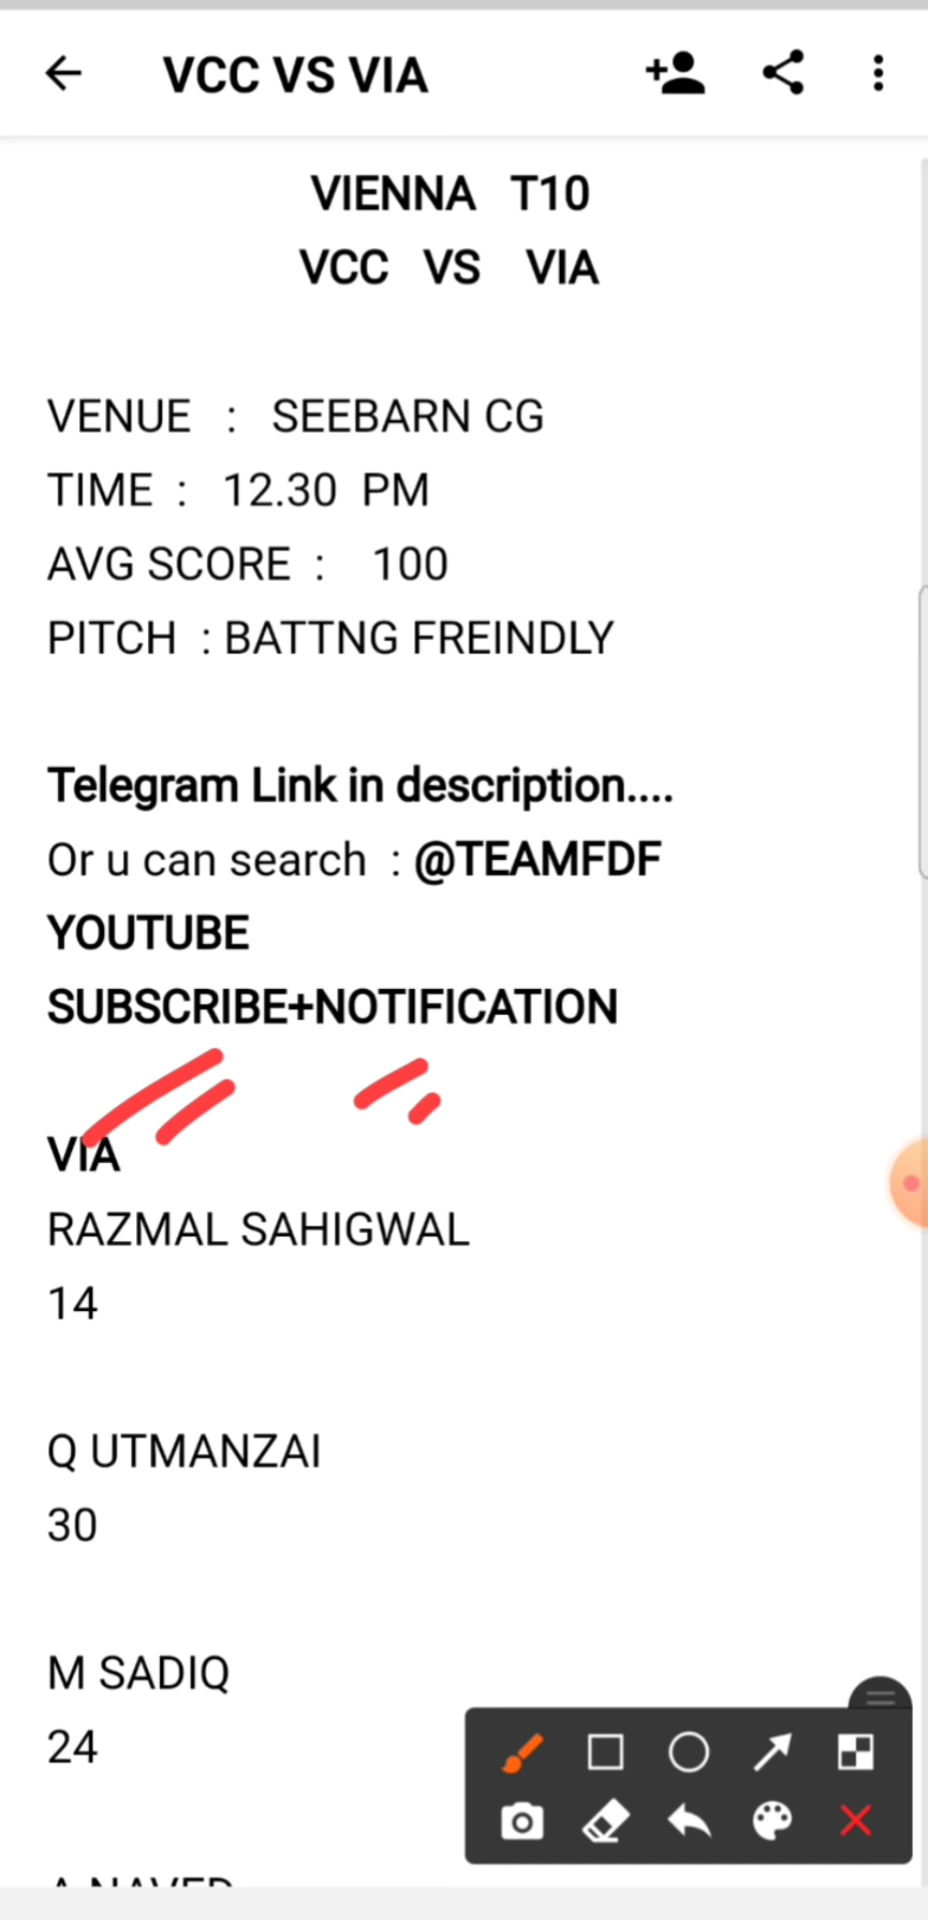 VCC VS VIA
VIENNA T10
VCC VS VIA
VENUE : SEEBARN CG
TIME : 12.30 PM
AVG SCORE : 100
PITCH : BATTNG FREINDLY
Telegram Link in description....
Or u can search : @TEAMFDF
YOUTUBE
SUBSCRIBE+NOTIFICATION
VIA
RAZMAL SAHIGWAL
14
Q UTMANZAI
30
M SADIQ
24